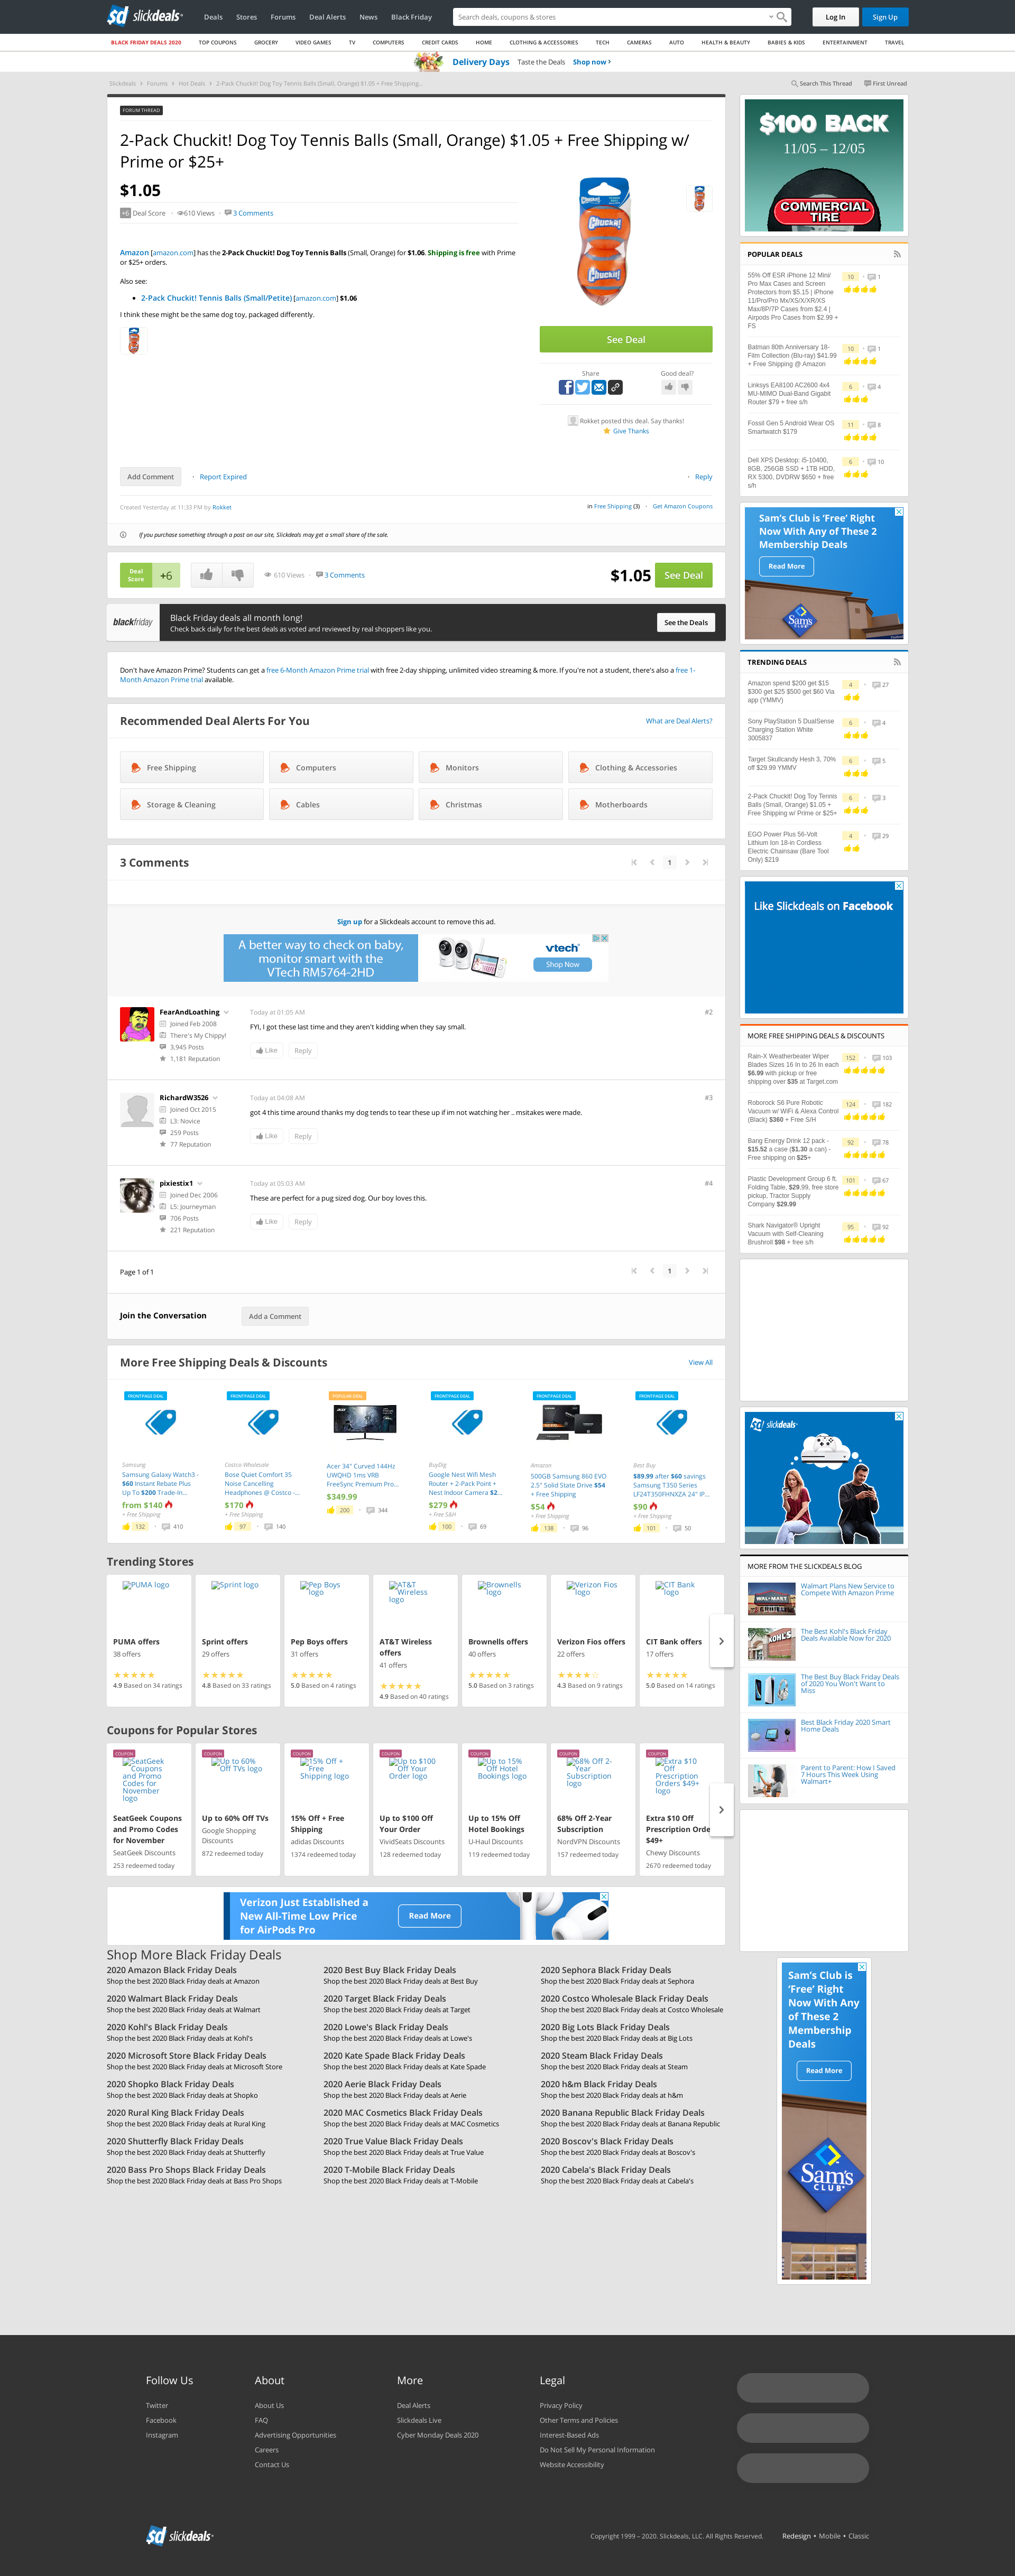 slickdeals
Deals Stores Forums Deal Alerts News Black Friday
Search deals, coupons & stores
Log In
Sign Up
BLACK FRIDAY DEALS 2020 TOP COUPONS GROCERY VIDEO GAMES TV COMPUTERS CREDIT CARDS HOME CLOTHING & ACCESSORIES TECH CAMERAS AUTO HEALTH & BEAUTY BABIES & KIDS ENTERTAINMENT TRAVEL
Delivery Days Taste the Deals Shop now
Slickdeals Forums Hot Deals 2-Pack Chuckit! Dog Toy Tennis Balls (Small, Orange) $1.05 + Free Shipping...
Search This Thread First Unread
FORUM THREAD
2-Pack Chuckit! Dog Toy Tennis Balls (Small, Orange) $1.05 + Free Shipping w/
Prime or $25+
$1.05
+6 Deal Score 610 Views 3 Comments
Amazon [amazon.com] has the 2-Pack Chuckit! Dog Toy Tennis Balls (Small, Orange) for $1.06. Shipping is free with Prime
or $25+ orders.
Also see:
2-Pack Chuckit! Tennis Balls (Small/Petite) [amazon.com] $1.06
I think these might be the same dog toy, packaged differently.
Chuckit!
See Deal
Share
Good deal?
Rokket posted this deal. Say thanks!
Give Thanks
Add Comment Report Expired
Reply
Created Yesterday at 11:33 PM by Rokket
in Free Shipping (3) Get Amazon Coupons
If you purchase something through a post on our site, Slickdeals may get a small share of the sale.
Deal
Score
+6
610 Views 3 Comments
$1.05
See Deal
blackfriday
Black Friday deals all month long!
Check back daily for the best deals as voted and reviewed by real shoppers like you.
See the Deals
Don't have Amazon Prime? Students can get a free 6-Month Amazon Prime trial with free 2-day shipping, unlimited video streaming & more. If you're not a student, there's also a free 1-
Month Amazon Prime trial available.
Recommended Deal Alerts For You
What are Deal Alerts?
Free Shipping Computers Monitors Clothing & Accessories
Storage & Cleaning Cables Christmas Motherboards
3 Comments
1
Sign up for a Slickdeals account to remove this ad.
A better way to check on baby,
monitor smart with the
VTech RM5764-2HD
vtech
Shop Now
FearAndLoathing
Joined Feb 2008
There's My Chippy!
3,945 Posts
1,181 Reputation
Today at 01:05 AM
#2
FYI, I got these last time and they aren't kidding when they say small.
Like Reply
RichardW3526
Joined Oct 2015
L3: Novice
259 Posts
77 Reputation
Today at 04:08 AM
#3
got 4 this time around thanks my dog tends to tear these up if im not watching her .. msitakes were made.
Like Reply
pixiestix1
Joined Dec 2006
L5: Journeyman
706 Posts
221 Reputation
Today at 05:03 AM
#4
These are perfect for a pug sized dog. Our boy loves this.
Like Reply
Page 1 of 1
1
Join the Conversation
Add a Comment
More Free Shipping Deals & Discounts
View All
FRONTPAGE DEAL
Samsung
Samsung Galaxy Watch3 -
$60 Instant Rebate Plus
Up To $200 Trade-In...
from $140
+ Free Shipping
132 410
FRONTPAGE DEAL
Costco Wholesale
Bose Quiet Comfort 35
Noise Cancelling
Headphones @ Costco -...
$170
+ Free Shipping
97 140
POPULAR DEAL
Acer 34" Curved 144Hz
UWQHD 1ms VRB
FreeSync Premium Pro...
$349.99
200 344
FRONTPAGE DEAL
BuyDig
Google Nest Wifi Mesh
Router + 2-Pack Point +
Nest Indoor Camera $2...
$279
+ Free S&H
100 69
FRONTPAGE DEAL
Amazon
500GB Samsung 860 EVO
2.5" Solid State Drive $54
+ Free Shipping
$54
+ Free Shipping
138 96
FRONTPAGE DEAL
Best Buy
$89.99 after $60 savings
Samsung T350 Series
LF24T350FHNXZA 24" IP...
$90
+ Free Shipping
101 50
Trending Stores
PUMA logo
PUMA offers
38 offers
4.9 Based on 34 ratings
Sprint logo
Sprint offers
29 offers
4.8 Based on 33 ratings
Pep Boys
logo
Pep Boys offers
31 offers
5.0 Based on 4 ratings
AT&T
Wireless
logo
AT&T Wireless
offers
41 offers
4.9 Based on 40 ratings
Brownells
logo
Brownells offers
40 offers
5.0 Based on 3 ratings
Verizon Fios
logo
Verizon Fios offers
22 offers
4.3 Based on 9 ratings
CIT Bank
logo
CIT Bank offers
17 offers
5.0 Based on 14 ratings
Coupons for Popular Stores
COUPON
SeatGeek
Coupons
and Promo
Codes for
November
logo
SeatGeek Coupons
and Promo Codes
for November
SeatGeek Discounts
253 redeemed today
COUPON
Up to 60%
Off TVs logo
Up to 60% Off TVs
Google Shopping
Discounts
872 redeemed today
COUPON
15% Off +
Free
Shipping logo
15% Off + Free
Shipping
adidas Discounts
1374 redeemed today
COUPON
Up to $100
Off Your
Order logo
Up to $100 Off
Your Order
VividSeats Discounts
128 redeemed today
COUPON
Up to 15%
Off Hotel
Bookings logo
Up to 15% Off
Hotel Bookings
U-Haul Discounts
119 redeemed today
COUPON
68% Off 2-
Year
Subscription
logo
68% Off 2-Year
Subscription
NordVPN Discounts
157 redeemed today
COUPON
Extra $10
Off
Prescription
Orders $49+
logo
Extra $10 Off
Prescription Orde
$49+
Chewy Discounts
2670 redeemed today
Verizon Just Established a
New All-Time Low Price
for AirPods Pro
Read More
Shop More Black Friday Deals
2020 Amazon Black Friday Deals
Shop the best 2020 Black Friday deals at Amazon
2020 Best Buy Black Friday Deals
Shop the best 2020 Black Friday deals at Best Buy
2020 Sephora Black Friday Deals
Shop the best 2020 Black Friday deals at Sephora
2020 Walmart Black Friday Deals
Shop the best 2020 Black Friday deals at Walmart
2020 Target Black Friday Deals
Shop the best 2020 Black Friday deals at Target
2020 Costco Wholesale Black Friday Deals
Shop the best 2020 Black Friday deals at Costco Wholesale
2020 Kohl's Black Friday Deals
Shop the best 2020 Black Friday deals at Kohl's
2020 Lowe's Black Friday Deals
Shop the best 2020 Black Friday deals at Lowe's
2020 Big Lots Black Friday Deals
Shop the best 2020 Black Friday deals at Big Lots
2020 Microsoft Store Black Friday Deals
Shop the best 2020 Black Friday deals at Microsoft Store
2020 Kate Spade Black Friday Deals
Shop the best 2020 Black Friday deals at Kate Spade
2020 Steam Black Friday Deals
Shop the best 2020 Black Friday deals at Steam
2020 Shopko Black Friday Deals
Shop the best 2020 Black Friday deals at Shopko
2020 Aerie Black Friday Deals
Shop the best 2020 Black Friday deals at Aerie
2020 h&m Black Friday Deals
Shop the best 2020 Black Friday deals at h&m
2020 Rural King Black Friday Deals
Shop the best 2020 Black Friday deals at Rural King
2020 MAC Cosmetics Black Friday Deals
Shop the best 2020 Black Friday deals at MAC Cosmetics
2020 Banana Republic Black Friday Deals
Shop the best 2020 Black Friday deals at Banana Republic
2020 Shutterfly Black Friday Deals
Shop the best 2020 Black Friday deals at Shutterfly
2020 True Value Black Friday Deals
Shop the best 2020 Black Friday deals at True Value
2020 Boscov's Black Friday Deals
Shop the best 2020 Black Friday deals at Boscov's
2020 Bass Pro Shops Black Friday Deals
Shop the best 2020 Black Friday deals at Bass Pro Shops
2020 T-Mobile Black Friday Deals
Shop the best 2020 Black Friday deals at T-Mobile
2020 Cabela's Black Friday Deals
Shop the best 2020 Black Friday deals at Cabela's
$100 BACK
11/05 – 12/05
COMMERCIAL
TIRE
POPULAR DEALS
55% Off ESR iPhone 12 Mini/
Pro Max Cases and Screen
Protectors from $5.15 | iPhone
11/Pro/Pro Mx/XS/X/XR/XS
Max/8P/7P Cases from $2.4 |
Airpods Pro Cases from $2.99 +
FS
10 1
Batman 80th Anniversary 18-
Film Collection (Blu-ray) $41.99
+ Free Shipping @ Amazon
10 1
Linksys EA8100 AC2600 4x4
MU-MIMO Dual-Band Gigabit
Router $79 + free s/h
6 4
Fossil Gen 5 Android Wear OS
Smartwatch $179
11 8
Dell XPS Desktop: i5-10400,
8GB, 256GB SSD + 1TB HDD,
RX 5300, DVDRW $650 + free
s/h
6 10
Sam's Club is 'Free' Right
Now With Any of These 2
Membership Deals
Read More
Sam's
CLUB
TRENDING DEALS
Amazon spend $200 get $15
$300 get $25 $500 get $60 Via
app (YMMV)
4 27
Sony PlayStation 5 DualSense
Charging Station White
3005837
6 4
Target Skullcandy Hesh 3, 70%
off $29.99 YMMV
6 5
2-Pack Chuckit! Dog Toy Tennis
Balls (Small, Orange) $1.05 +
Free Shipping w/ Prime or $25+
6 3
EGO Power Plus 56-Volt
Lithium Ion 18-in Cordless
Electric Chainsaw (Bare Tool
Only) $219
4 29
Like Slickdeals on Facebook
MORE FREE SHIPPING DEALS & DISCOUNTS
Rain-X Weatherbeater Wiper
Blades Sizes 16 In to 26 In each
$6.99 with pickup or free
shipping over $35 at Target.com
152 103
Roborock S6 Pure Robotic
Vacuum w/ WiFi & Alexa Control
(Black) $360 + Free S/H
124 182
Bang Energy Drink 12 pack -
$15.52 a case ($1.30 a can) -
Free shipping on $25+
92 78
Plastic Development Group 6 ft.
Folding Table, $29.99, free store
pickup, Tractor Supply
Company $29.99
101 67
Shark Navigator® Upright
Vacuum with Self-Cleaning
Brushroll $98 + free s/h
95 92
slickdeals
MORE FROM THE SLICKDEALS BLOG
WALMART
Walmart Plans New Service to
Compete With Amazon Prime
KOHL'S
The Best Kohl's Black Friday
Deals Available Now for 2020
The Best Buy Black Friday Deals
of 2020 You Won't Want to
Miss
Best Black Friday 2020 Smart
Home Deals
Parent to Parent: How I Saved
7 Hours This Week Using
Walmart+
Sam's Club is
'Free' Right
Now With Any
of These 2
Membership
Deals
Read More
Sam's
CLUB
Follow Us
Twitter
Facebook
Instagram
About
About Us
FAQ
Advertising Opportunities
Careers
Contact Us
More
Deal Alerts
Slickdeals Live
Cyber Monday Deals 2020
Legal
Privacy Policy
Other Terms and Policies
Interest-Based Ads
Do Not Sell My Personal Information
Website Accessibility
slickdeals
Copyright 1999 – 2020. Slickdeals, LLC. All Rights Reserved. Redesign • Mobile • Classic